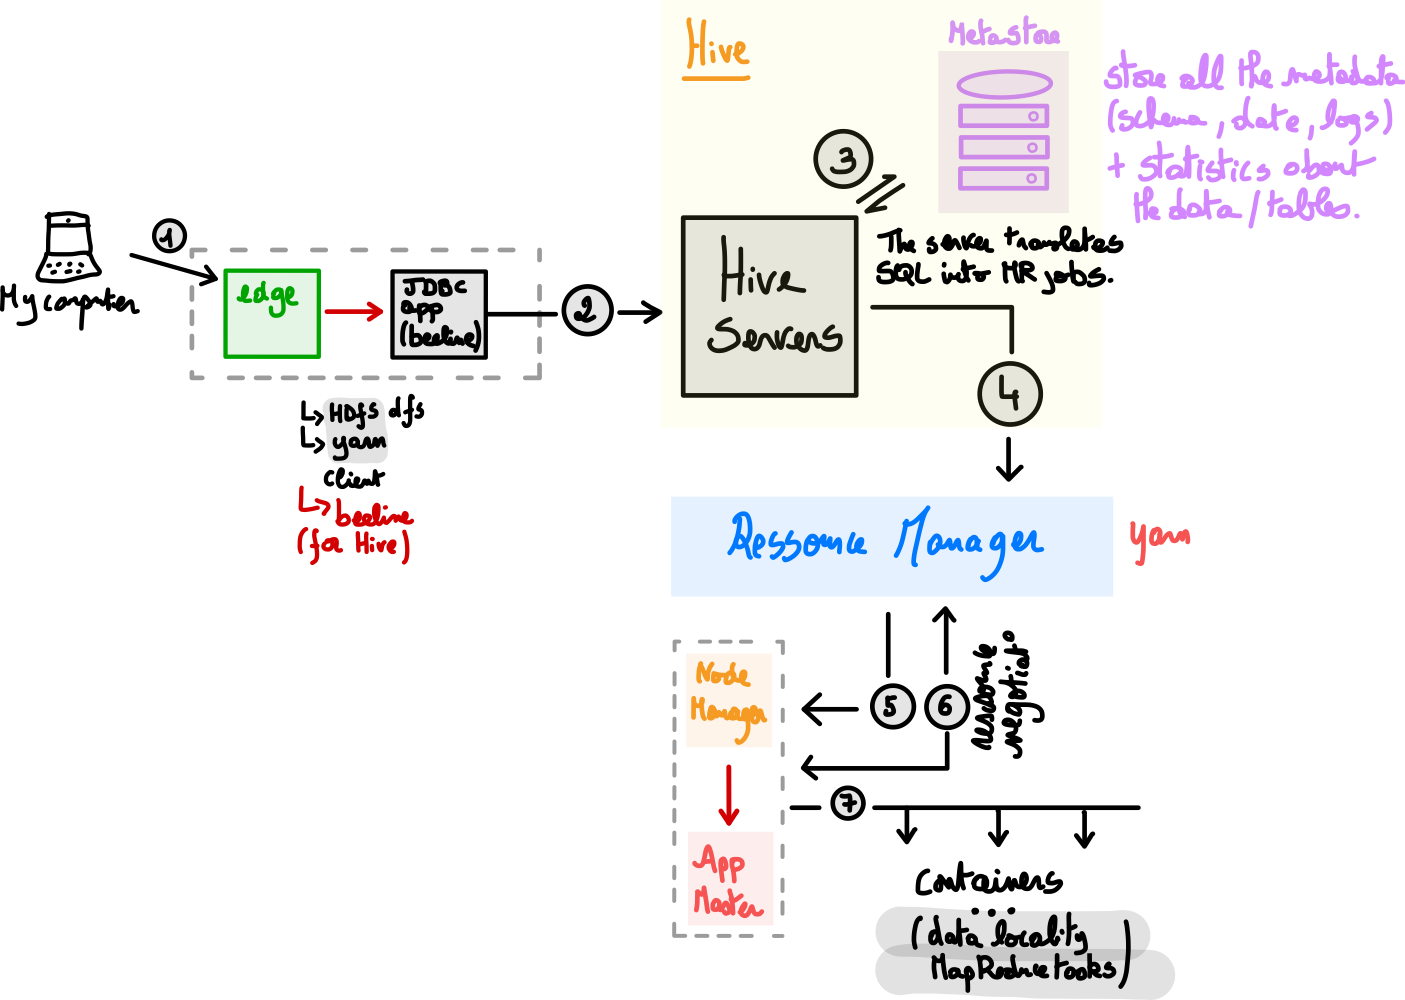 Hive
Metastore
store all the metadata
(schema, date, logs)
+ statistics about
the data/tables.
3
1
My computer
edge
JDBC
app
(beeline)
2
Hive
Servers
The server translates
SQL into MR jobs.
4
↳ HDfs dfs
↳ yarn
client
↳ beeline
(for Hive)
Ressource Manager
yarn
Node
Manager
5
6
ressource
negotiat°
7
App
Master
Containers
...
(data locality
MapReduce tasks)